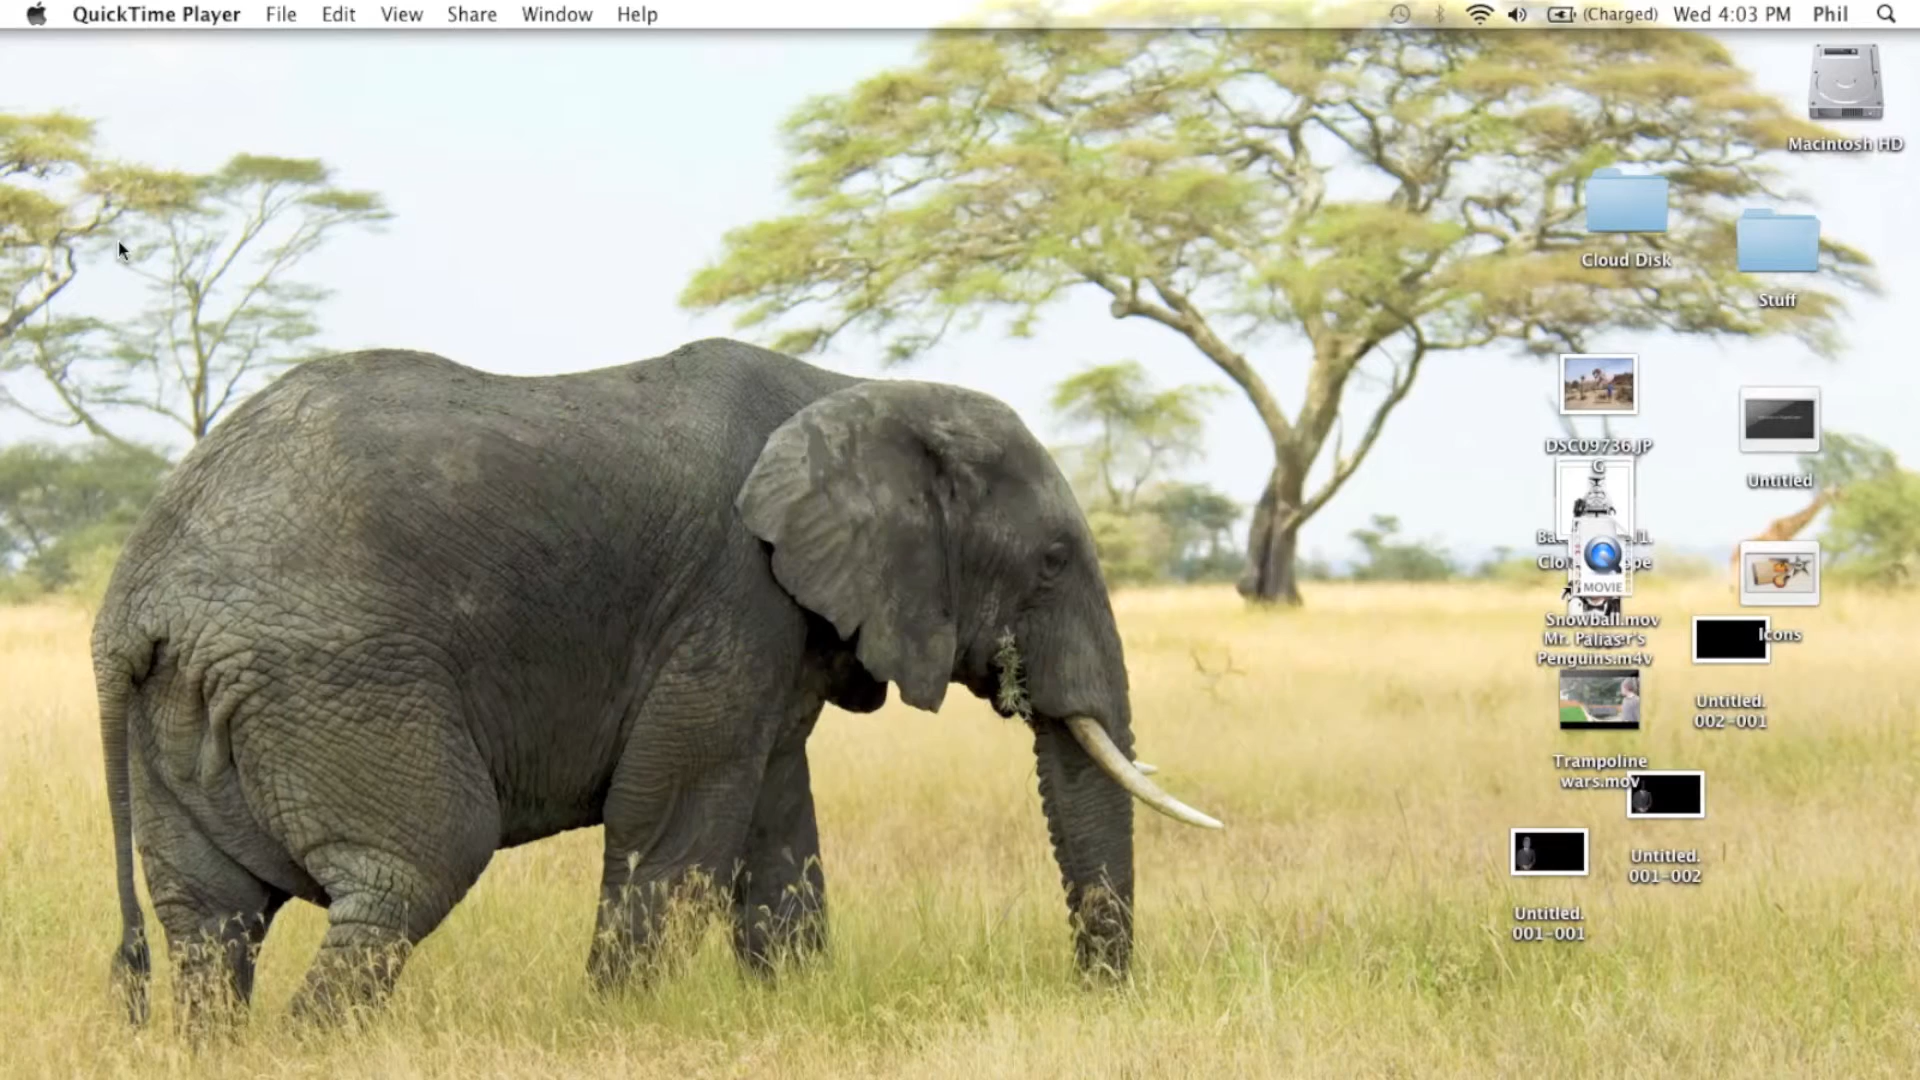 QuickTime Player File Edit View Share Window Help (Charged) Wed 4:03 PM Phil
Macintosh HD
Cloud Disk
Stuff
DSC09736.JP
G
Untitled
MOVIE
Snowball.mov
Mr. Paliaser's
Penguins.m4v
Icons
Untitled.
002-001
Trampoline
wars.mov
Untitled.
001-002
Untitled.
001-001